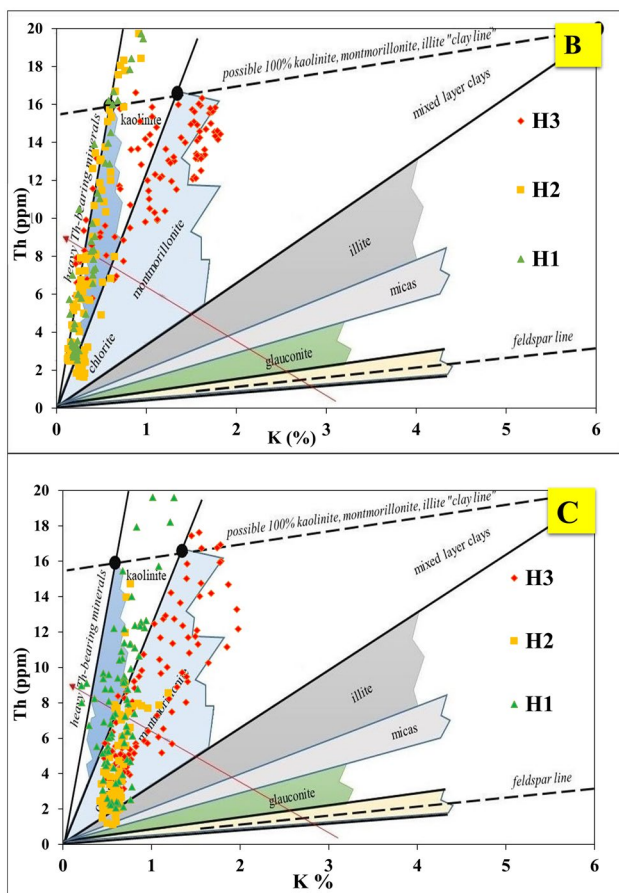 B
20
18
16
14
12
10
8
6
4
2
0
Th (ppm)
possible 100% kaolinite, montmorillonite, illite "clay line"
mixed layer clays
kaolinite
heavy Th-bearing minerals
montmorillonite
chlorite
illite
micas
glauconite
feldspar line
H3
H2
H1
0 1 2 3 4 5 6
K (%)
C
20
18
16
14
12
10
8
6
4
2
0
Th (ppm)
possible 100% kaolinite, montmorillonite, illite "clay line"
mixed layer clays
kaolinite
heavy Th-bearing minerals
montmorillonite
illite
micas
glauconite
feldspar line
H3
H2
H1
0 1 2 3 4 5 6
K %